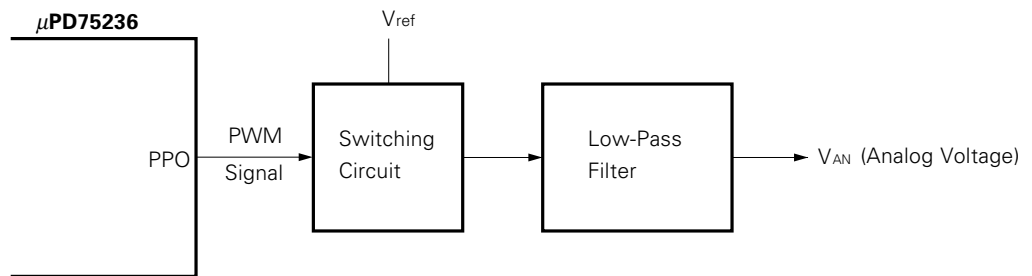 μPD75236
Vref
PPO
PWM
Signal
Switching
Circuit
Low-Pass
Filter
VAN (Analog Voltage)